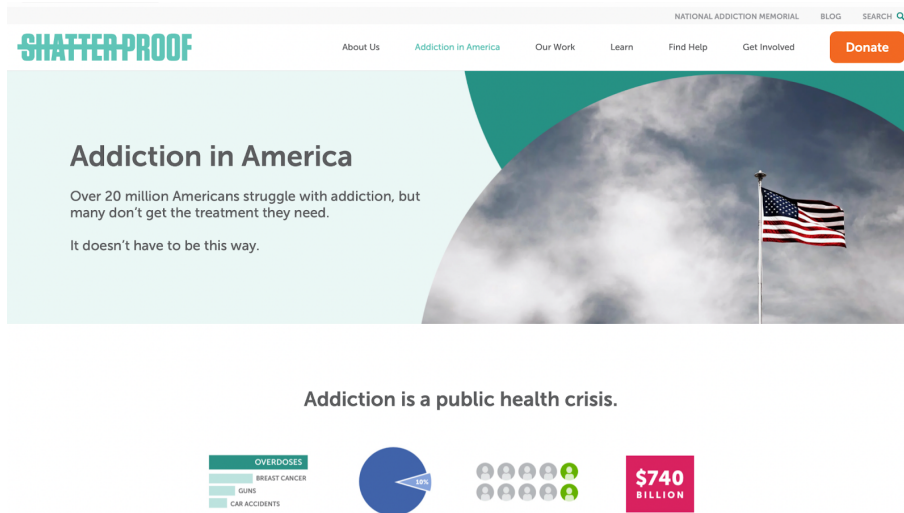 NATIONAL ADDICTION MEMORIAL BLOG SEARCH
SHATTERPROOF
About Us Addiction in America Our Work Learn Find Help Get Involved Donate
Addiction in America
Over 20 million Americans struggle with addiction, but
many don't get the treatment they need.
It doesn't have to be this way.
Addiction is a public health crisis.
OVERDOSES
BREAST CANCER
GUNS
CAR ACCIDENTS
10%
$740
BILLION